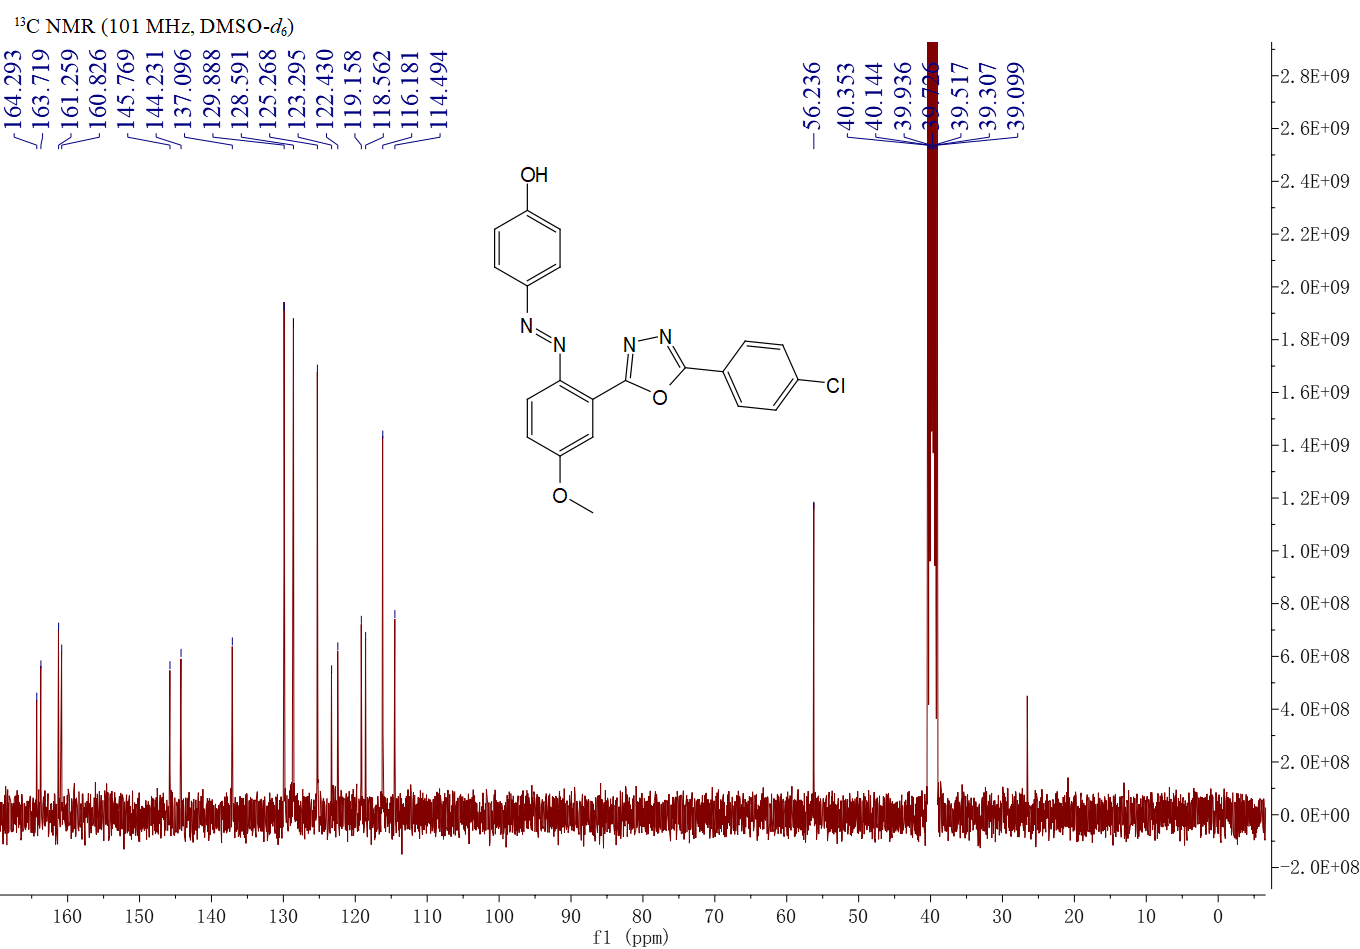 13C NMR (101 MHz, DMSO-d6)
164.293
163.719
161.259
160.826
145.769
144.231
137.096
129.888
128.591
125.268
123.295
122.430
119.158
118.562
116.181
114.494
56.236
40.353
40.144
39.936
39.726
39.517
39.307
39.099
OH
N
N
N
N
O
Cl
O
2.8E+09
2.6E+09
2.4E+09
2.2E+09
2.0E+09
1.8E+09
1.6E+09
1.4E+09
1.2E+09
1.0E+09
8.0E+08
6.0E+08
4.0E+08
2.0E+08
0.0E+00
-2.0E+08
160 150 140 130 120 110 100 90 80 70 60 50 40 30 20 10 0
f1 (ppm)